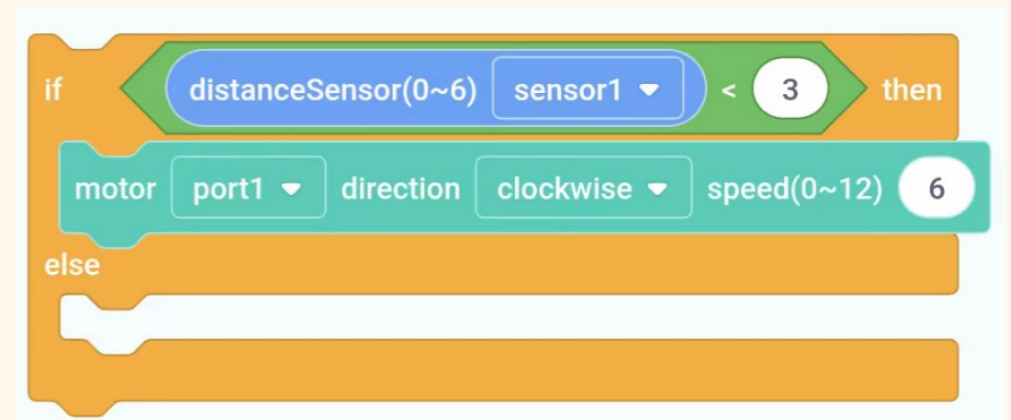 if distanceSensor(0~6) sensor1 < 3 then
motor port1 direction clockwise speed(0~12) 6
else